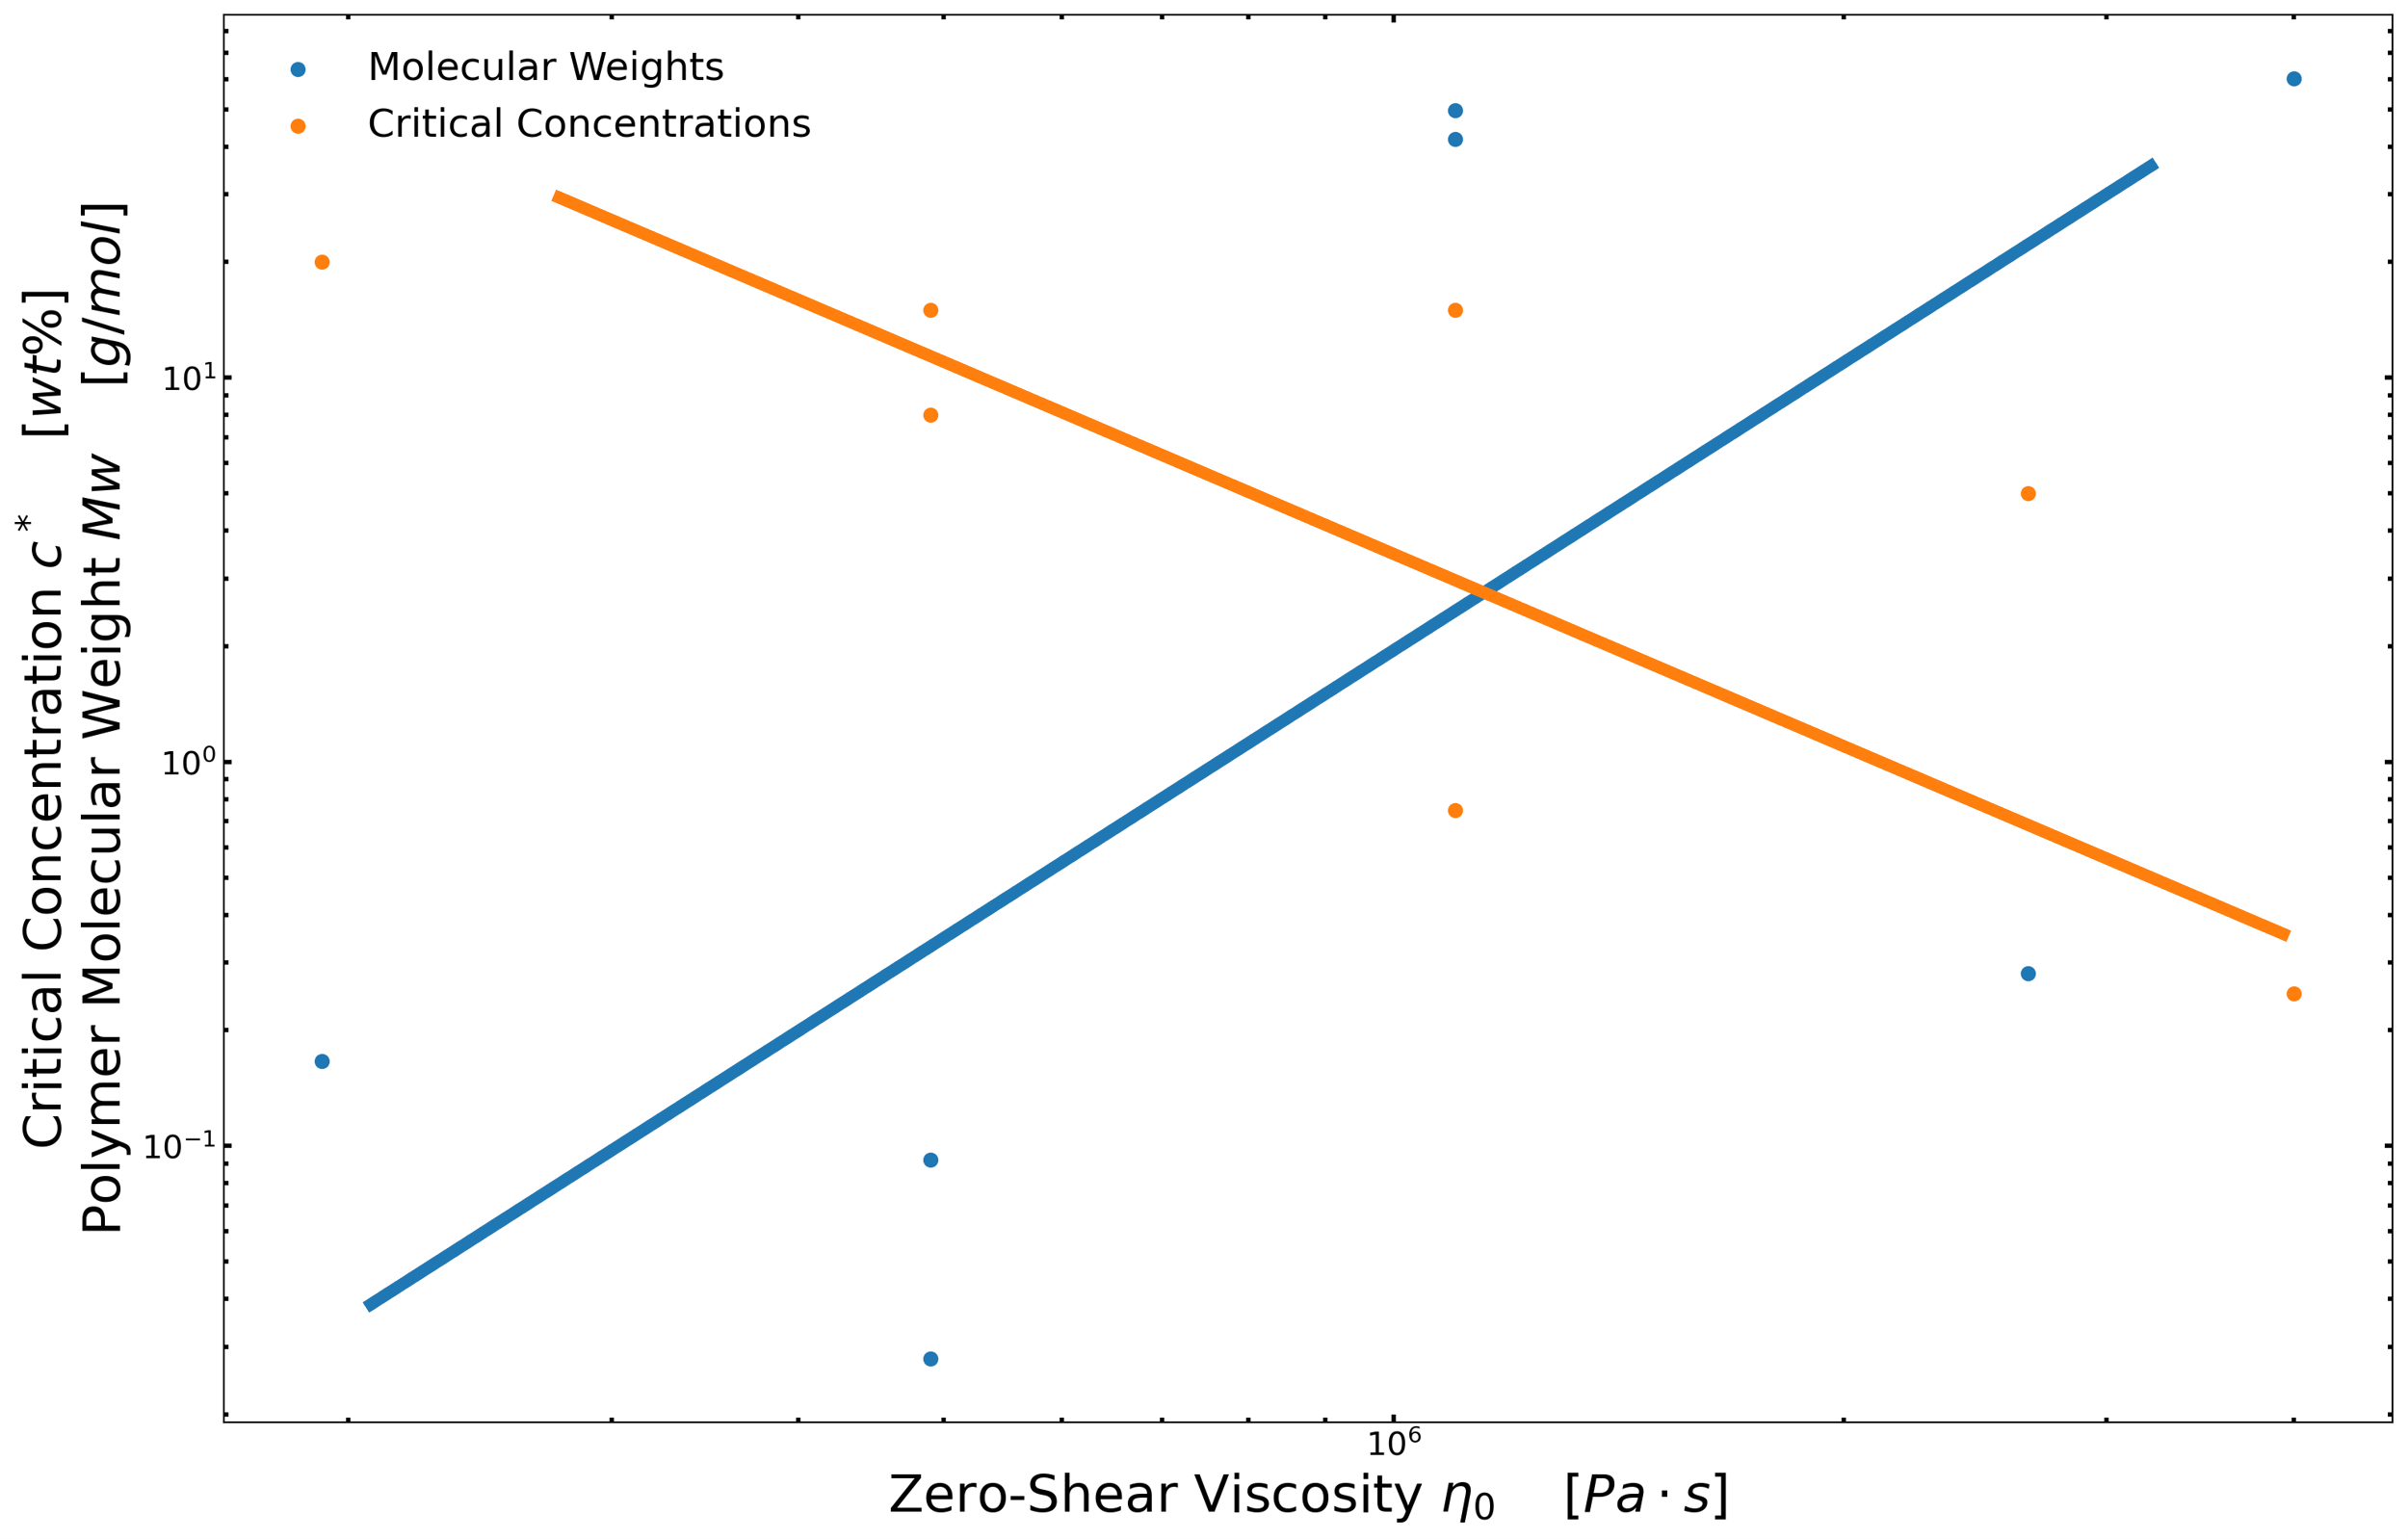 Molecular Weights
Critical Concentrations
Critical Concentration c* [wt%]
Polymer Molecular Weight Mw [g/mol]
10¹
10⁰
10⁻¹
10⁶
Zero-Shear Viscosity η₀ [Pa · s]